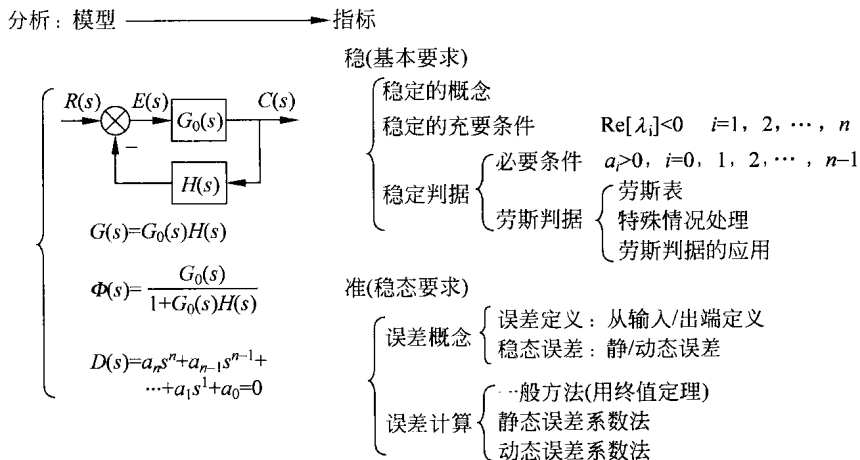 分析：模型 指标
稳(基本要求)
稳定的概念
稳定的充要条件 Re[λi]<0 i=1，2，⋯，n
稳定判据
必要条件 ai>0，i=0，1，2，⋯，n−1
劳斯判据
劳斯表
特殊情况处理
劳斯判据的应用
R(s) E(s) G0(s) C(s)
−
H(s)
G(s)=G0(s)H(s)
Φ(s)= G0(s)
1+G0(s)H(s)
D(s)=aₙsⁿ+aₙ₋₁sⁿ⁻¹+
⋯+a₁s¹+a₀=0
准(稳态要求)
误差概念
误差定义：从输入/出端定义
稳态误差：静/动态误差
误差计算
一般方法(用终值定理)
静态误差系数法
动态误差系数法